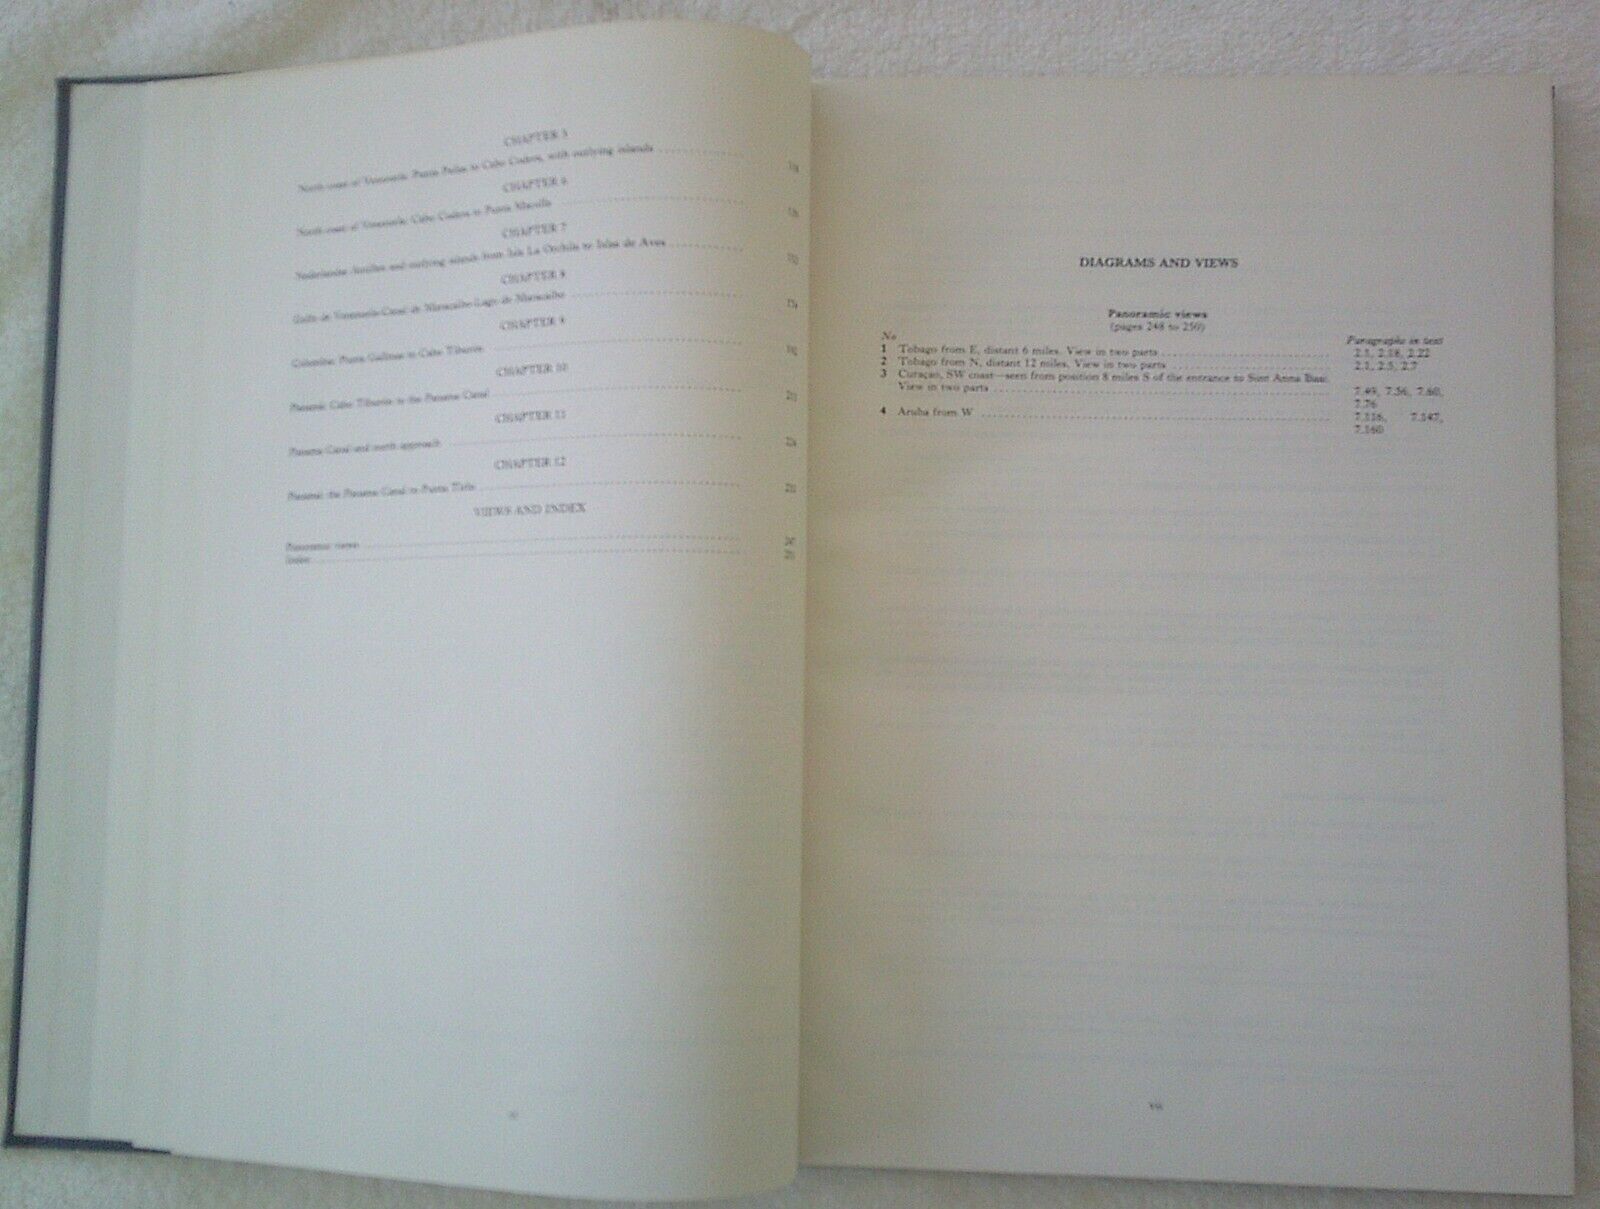 CHAPTER 5
North coast of Venezuela: Punta Peñas to Cabo Codera, with outlying islands
CHAPTER 6
North coast of Venezuela: Cabo Codera to Punta Macolla
CHAPTER 7
Nederlandse Antillen and outlying islands from Isla La Orchila to Islas de Aves
CHAPTER 8
Golfo de Venezuela-Canal de Maracaibo-Lago de Maracaibo
CHAPTER 9
Colombia: Punta Gallinas to Cabo Tiburón
CHAPTER 10
Panama: Cabo Tiburón to the Panama Canal
CHAPTER 11
Panama Canal and north approach
CHAPTER 12
Panama: the Panama Canal to Punta
VIEWS AND INDEX
Panoramic views
Index
DIAGRAMS AND VIEWS
Panoramic views
(pages 248 to 250)
No Paragraphs in text
1 Tobago from E, distant 6 miles. View in two parts 2.1, 2.18, 2.22
2 Tobago from N, distant 12 miles. View in two parts 2.1, 2.5, 2.7
3 Curaçao, SW coast—seen from position 8 miles S of the entrance to Sint Anna Baai.
View in two parts 7.49, 7.56, 7.60,
7.76
4 Aruba from W 7.116, 7.147,
7.160
vii